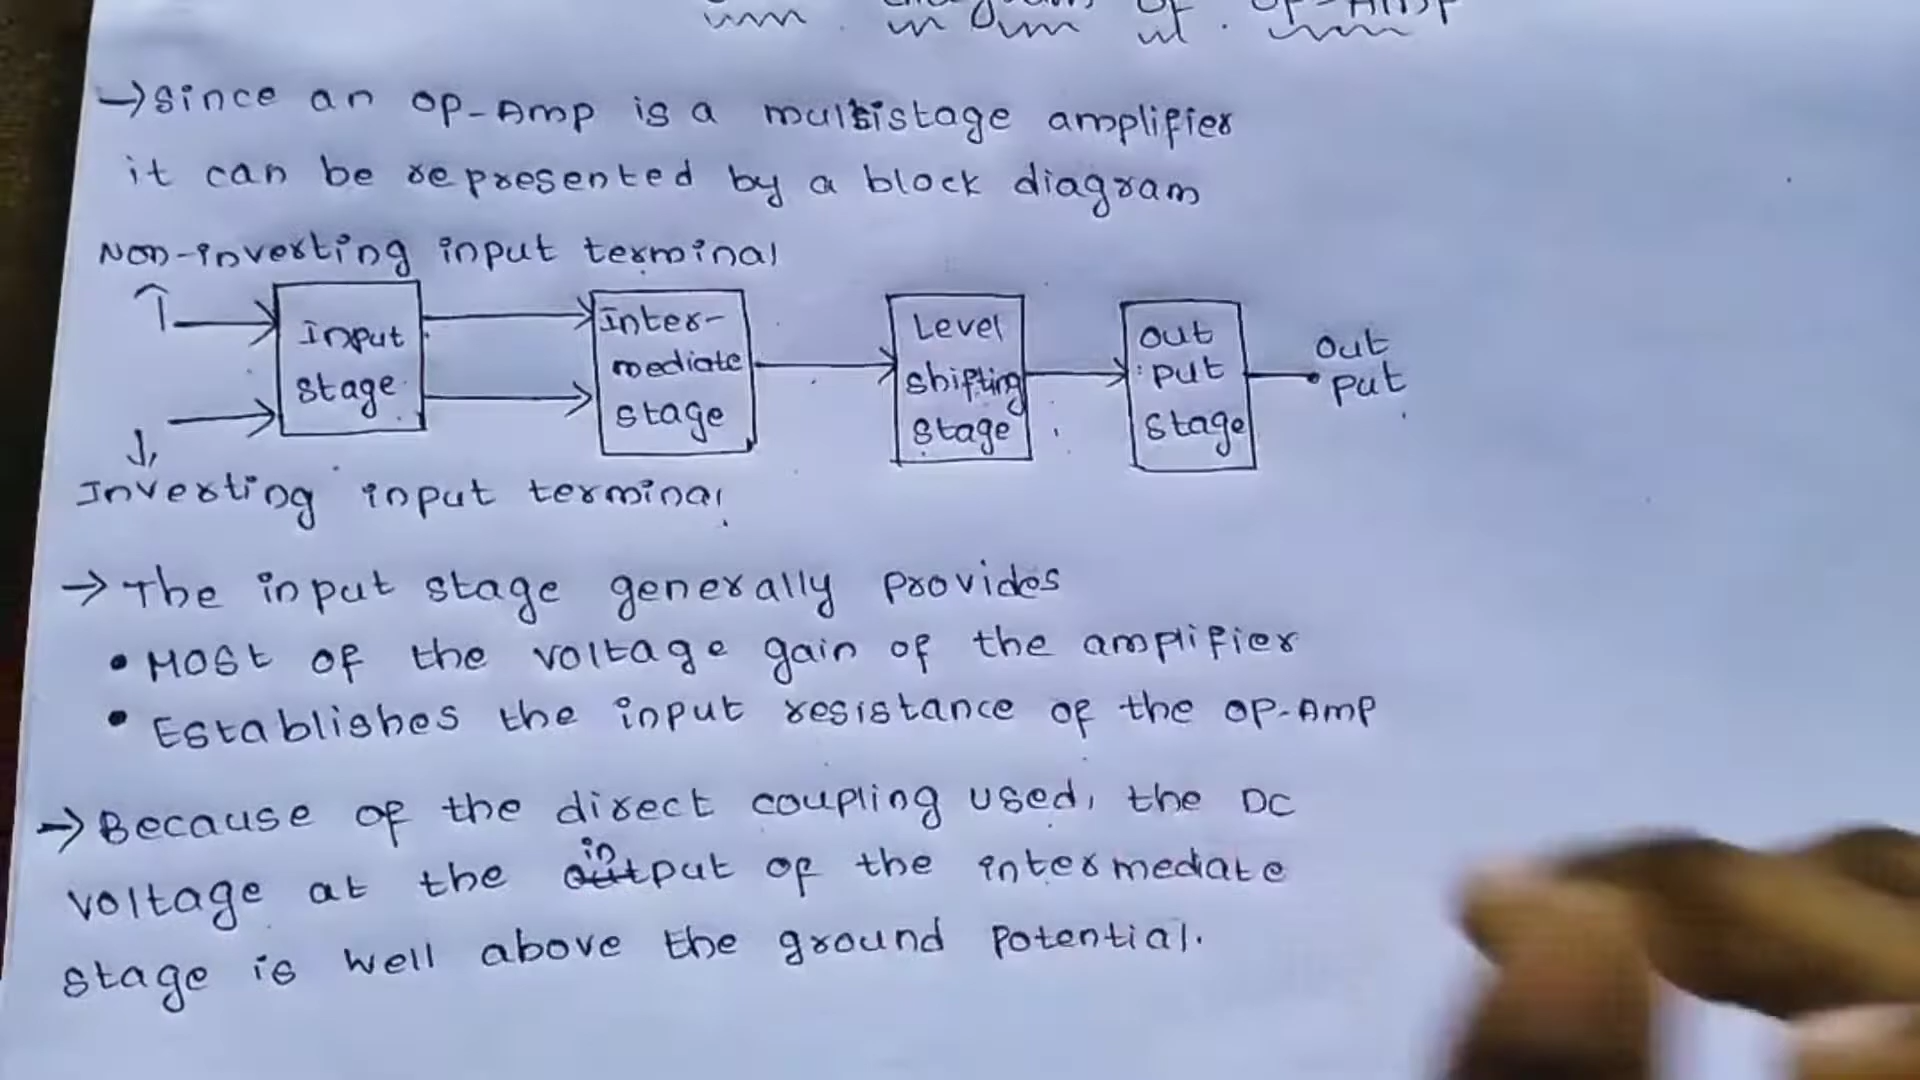 of OP-Amp
→ Since an OP-Amp is a multistage amplifier
it can be represented by a block diagram
Non-inverting input terminal
Input
stage
Inter-
mediate
stage
Level
shifting
stage
out
put
stage
out
put
Inverting input terminal
→ The input stage generally provides
• Most of the voltage gain of the amplifier
• Establishes the input resistance of the OP-Amp
→ Because of the direct coupling used, the DC
voltage at the input of the intermediate
stage is well above the ground potential.